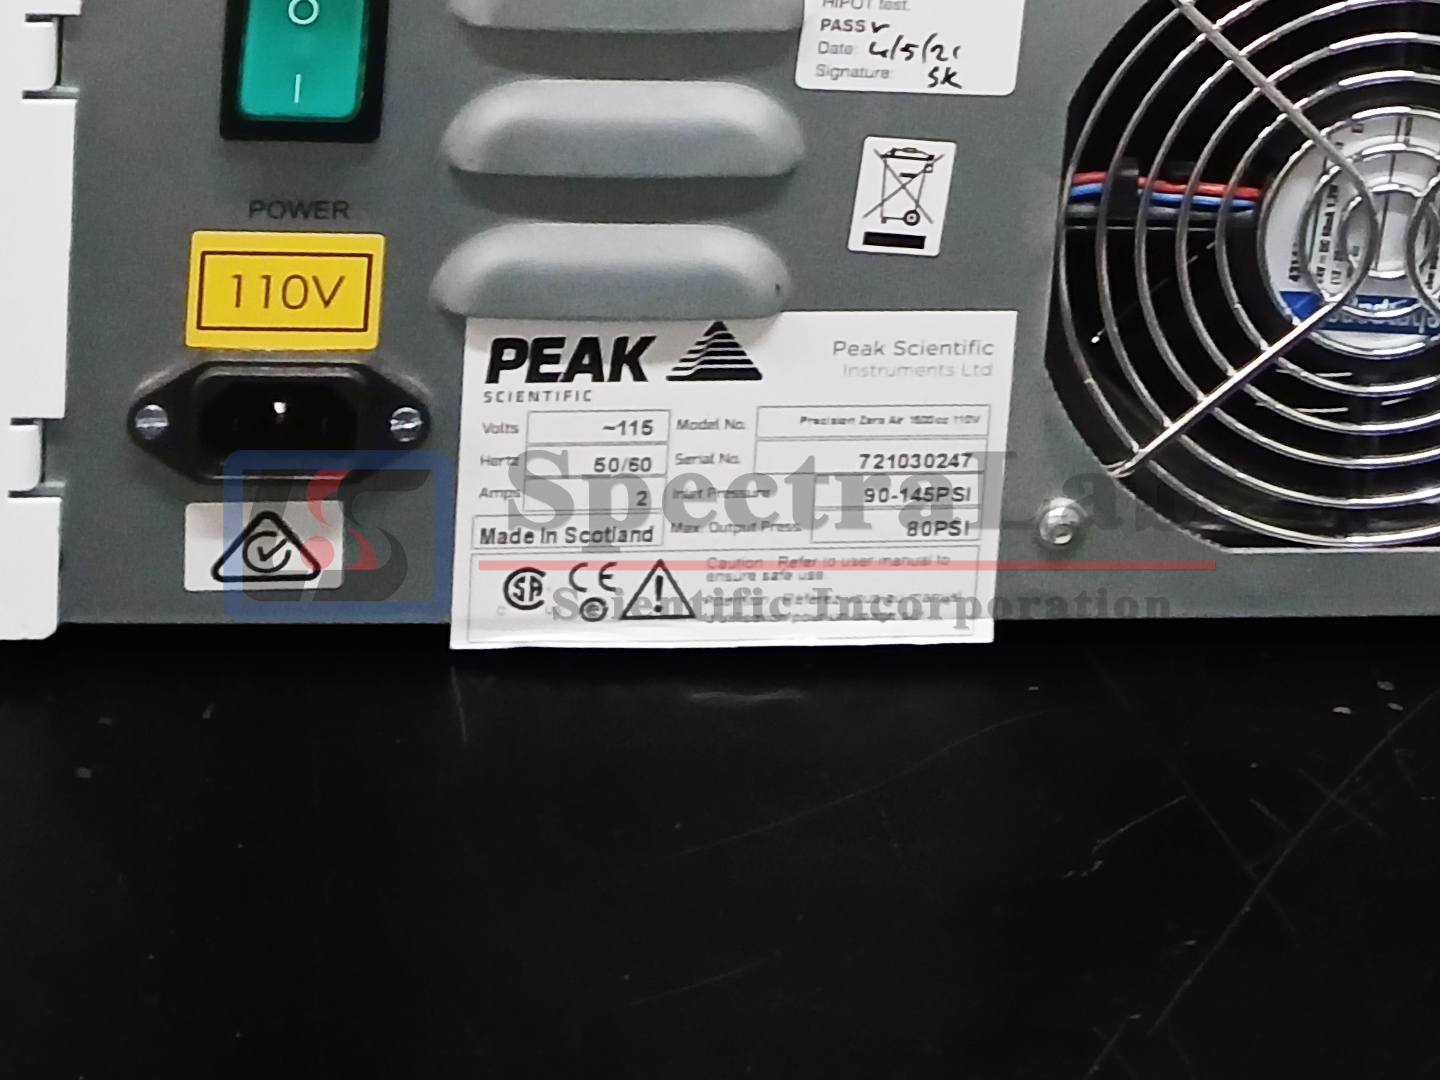 HIPOT test.
PASS
Date: 4/5/21
Signature: SK
O
I
POWER
110V
PEAK
SCIENTIFIC
Peak Scientific
Instruments Ltd
Volts ~115 Model No. Precision Zero Air 1500cc 110V
Hertz 50/60 Serial No. 721030247
Amps 2 Inlet Pressure 90-145PSI
Made In Scotland Max. Output Press. 80PSI
SA
CE
Caution: Refer to user manual to
ensure safe use.
SpectraLab
Scientific Incorporation